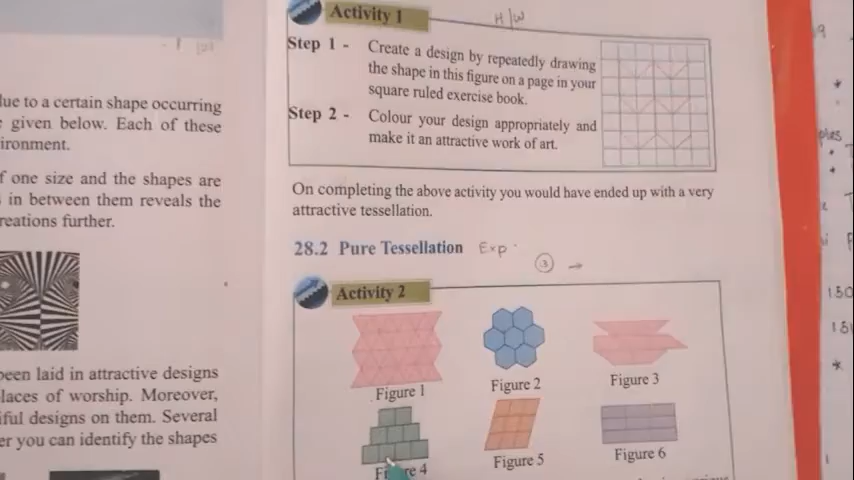 lue to a certain shape occurring
given below. Each of these
ironment.
f one size and the shapes are
in between them reveals the
reations further.
been laid in attractive designs
laces of worship. Moreover,
iful designs on them. Several
er you can identify the shapes
Activity 1
H/W
Step 1 - Create a design by repeatedly drawing
the shape in this figure on a page in your
square ruled exercise book.
Step 2 - Colour your design appropriately and
make it an attractive work of art.
On completing the above activity you would have ended up with a very
attractive tessellation.
28.2 Pure Tessellation Exp
3 →
Activity 2
Figure 1
Figure 2
Figure 3
Figure 4
Figure 5
Figure 6
ples
150